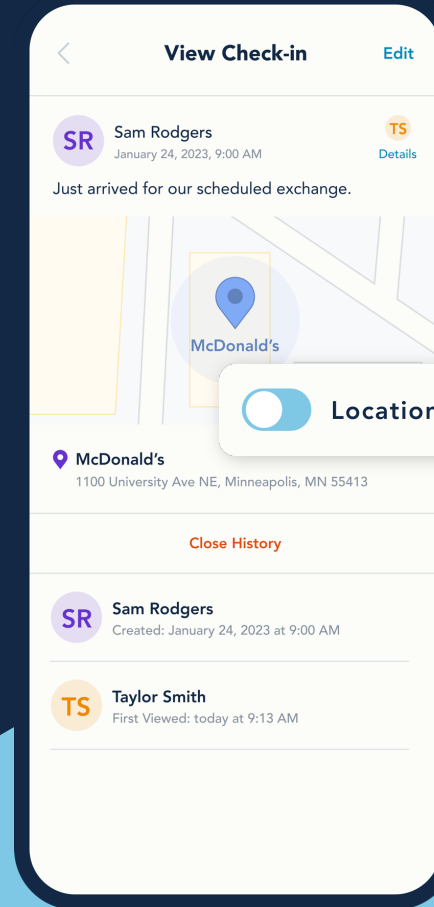 View Check-in
Edit
SR
Sam Rodgers
January 24, 2023, 9:00 AM
TS
Details
Just arrived for our scheduled exchange.
McDonald's
Location
McDonald's
1100 University Ave NE, Minneapolis, MN 55413
Close History
SR
Sam Rodgers
Created: January 24, 2023 at 9:00 AM
TS
Taylor Smith
First Viewed: today at 9:13 AM